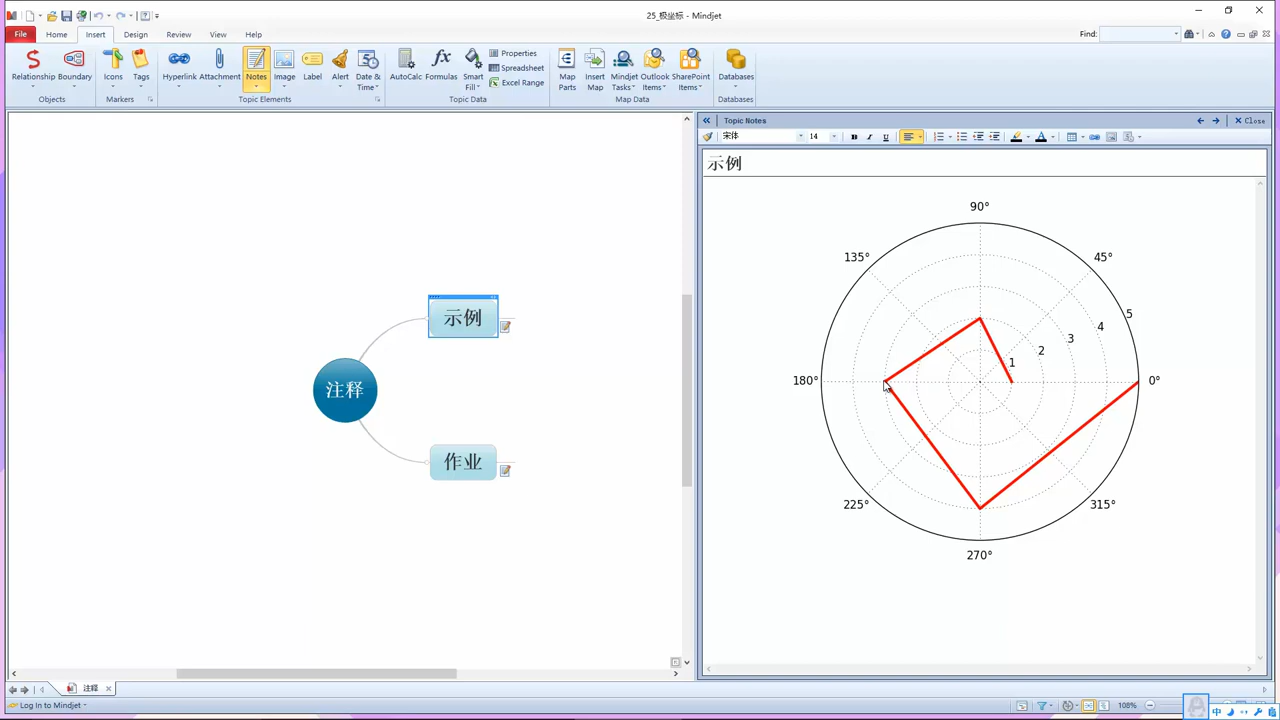 25_极坐标 - Mindjet
File Home Insert Design Review View Help Find:
Relationship Boundary Icons Tags Hyperlink Attachment Notes Image Label Alert Date & Time AutoCalc Formulas Smart Fill Properties Spreadsheet Excel Range Map Parts Insert Map Mindjet Tasks Outlook Items SharePoint Items Databases
Objects Markers Topic Elements Topic Data Map Data Databases
Topic Notes Close
宋体 14 B I U A
示例
90°
135° 45°
5
4
3
2
1
180° 0°
225° 315°
270°
示例
注释
作业
注释
Log In to Mindjet 108% 中